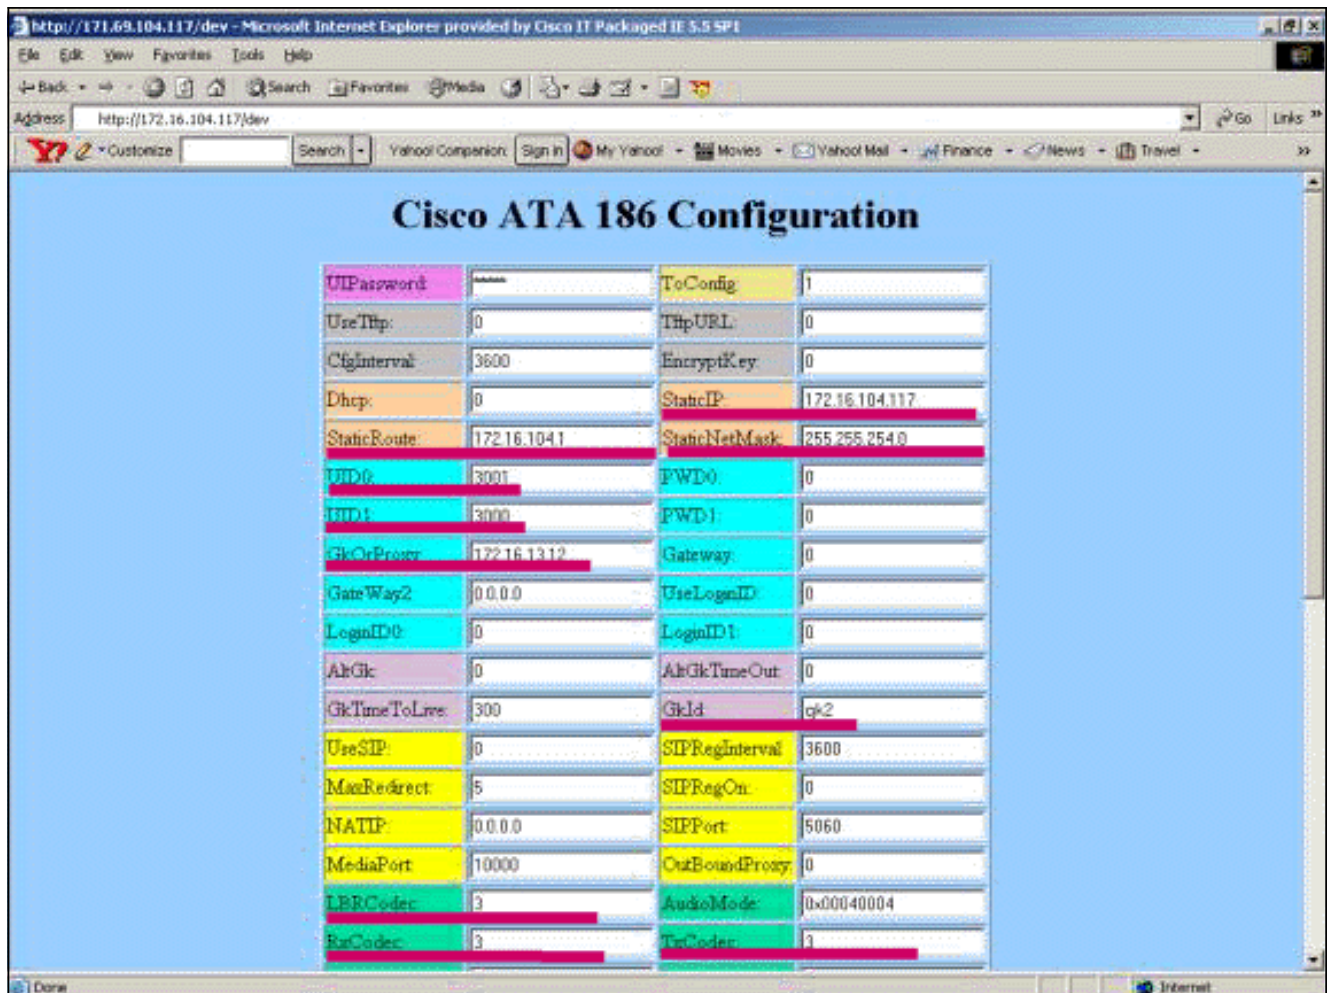 http://171.69.104.117/dev - Microsoft Internet Explorer provided by Cisco IT Packaged IE 5.5 SP1
File Edit View Favorites Tools Help
Back Search Favorites Media
Address http://172.16.104.117/dev Go Links »
Y? Customize Search Yahoo! Companion: Sign in My Yahoo! Movies Yahoo! Mail Finance News Travel »
Cisco ATA 186 Configuration
UIPassword: ***** ToConfig: 1
UseTftp: 0 TftpURL: 0
CfgInterval: 3600 EncryptKey: 0
Dhcp: 0 StaticIP: 172.16.104.117
StaticRoute: 172.16.104.1 StaticNetMask: 255.255.254.0
UID0: 3001 PWD0: 0
UID1: 3000 PWD1: 0
GkOrProxy: 172.16.13.12 Gateway: 0
GateWay2: 0.0.0.0 UseLoginID: 0
LoginID0: 0 LoginID1: 0
AltGk: 0 AltGkTimeOut: 0
GkTimeToLive: 300 GkId: gk2
UseSIP: 0 SIPRegInterval: 3600
MaxRedirect: 5 SIPRegOn: 0
NATIP: 0.0.0.0 SIPPort: 5060
MediaPort: 10000 OutBoundProxy: 0
LBRCodec: 3 AudioMode: 0x00040004
RxCodec: 3 TxCodec: 3
Done Internet